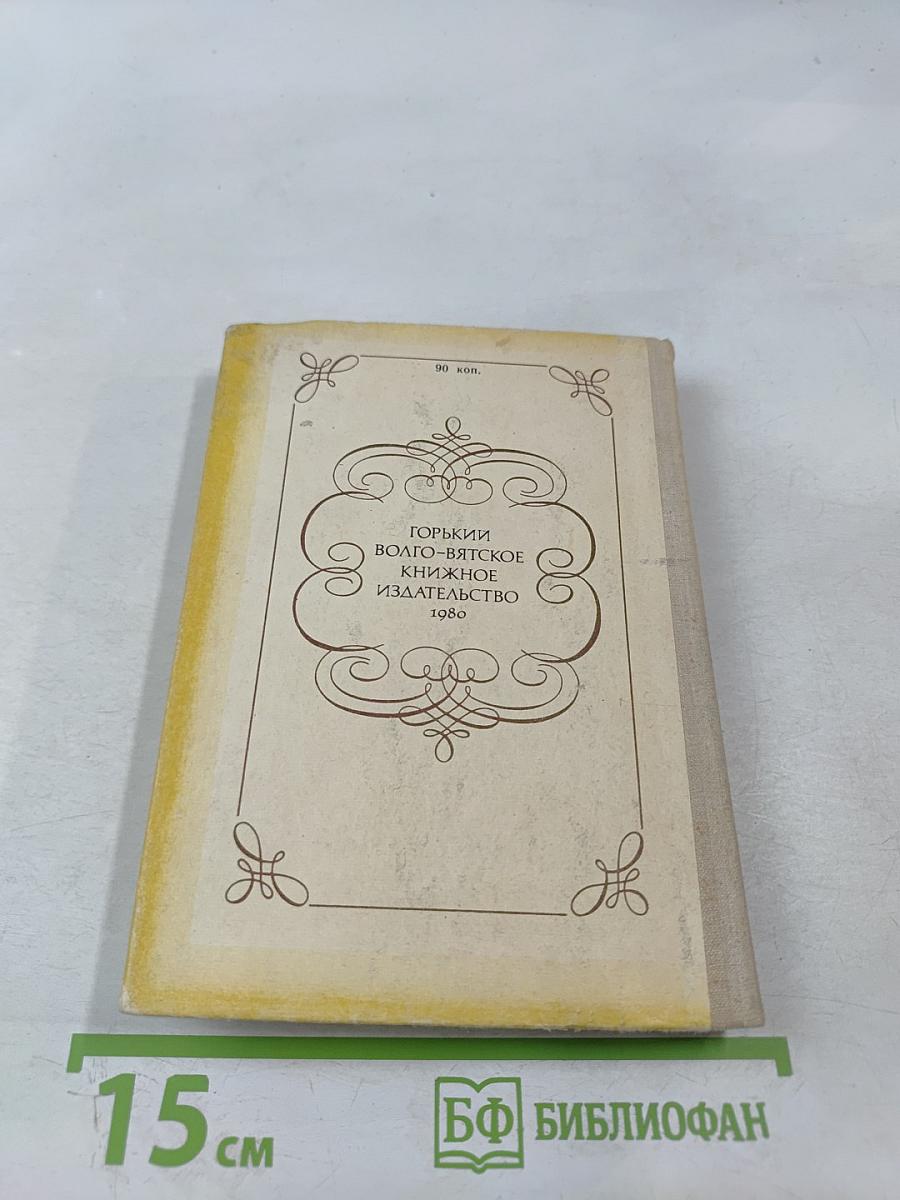 90 коп.
ГОРЬКИЙ
ВОЛГО-ВЯТСКОЕ
КНИЖНОЕ
ИЗДАТЕЛЬСТВО
1980
15 см
БФ БИБЛИОФАН